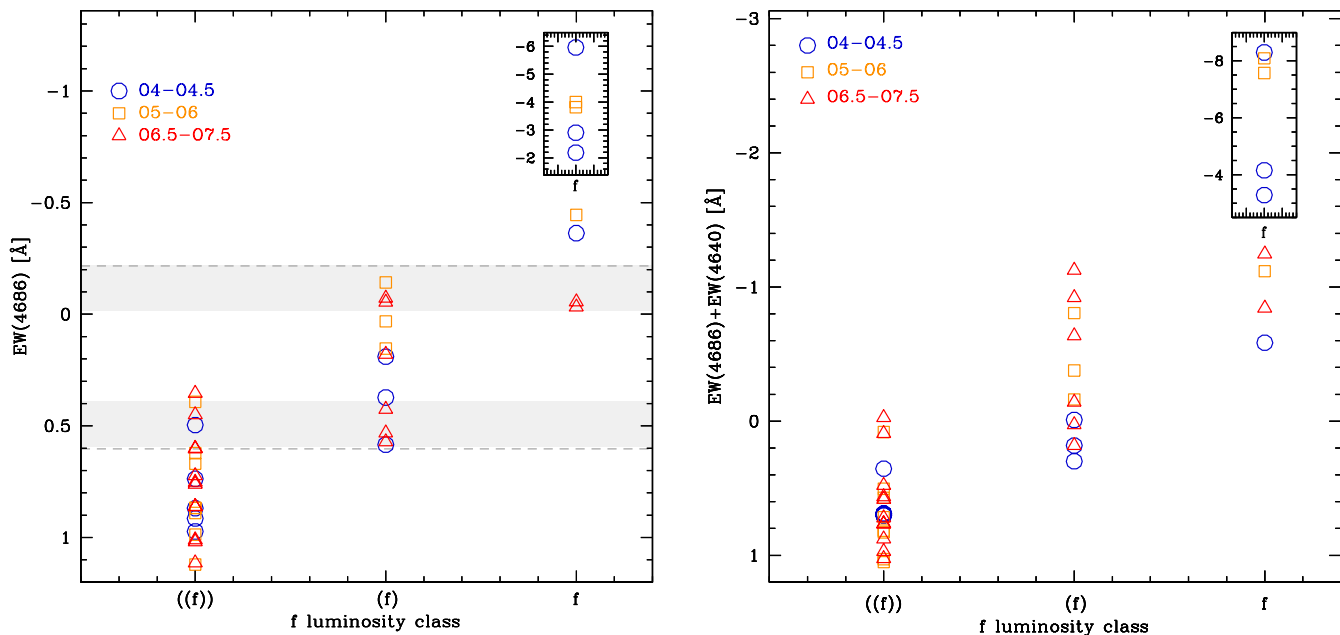 -1
-0.5
0
0.5
1
EW(4686) [Å]
O4-O4.5
O5-O6
O6.5-O7.5
-6
-5
-4
-3
-2
f
((f))
(f)
f
f luminosity class
-3
-2
-1
0
1
EW(4686)+EW(4640) [Å]
O4-O4.5
O5-O6
O6.5-O7.5
-8
-6
-4
f
((f))
(f)
f
f luminosity class